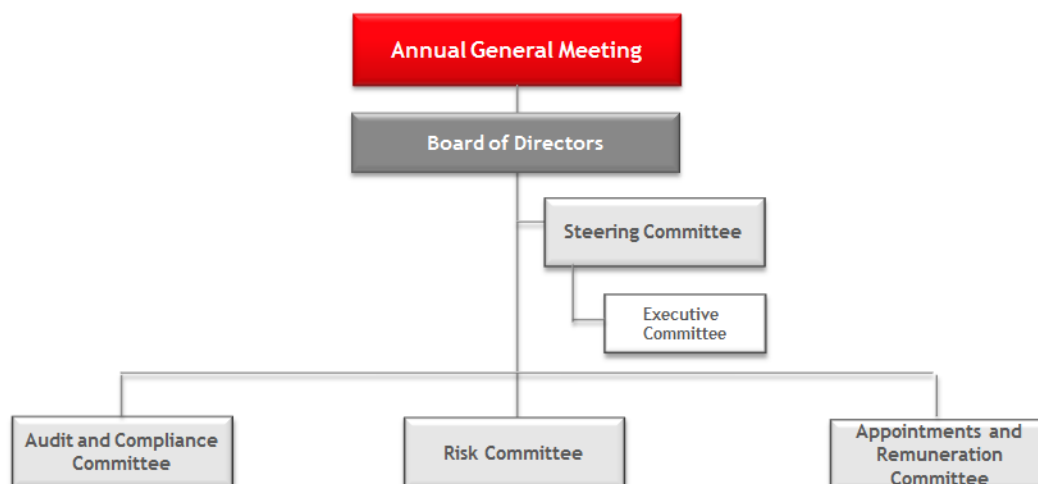 Annual General Meeting
Board of Directors
Steering Committee
Executive
Committee
Audit and Compliance
Committee
Risk Committee
Appointments and
Remuneration
Committee